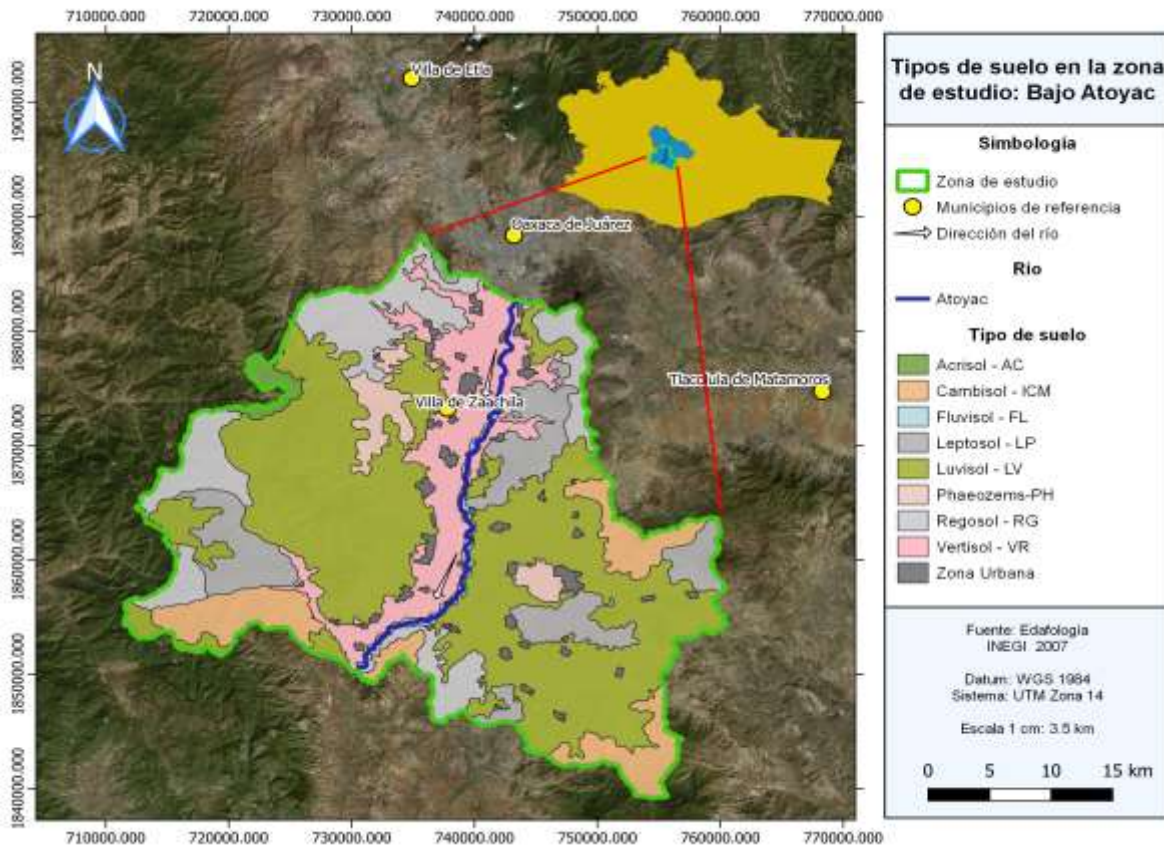 710000.000 720000.000 730000.000 740000.000 750000.000 760000.000 770000.000
1900000.000
1890000.000
1880000.000
1870000.000
1860000.000
1850000.000
1840000.000
N
Villa de Etla
Oaxaca de Juárez
Tlacolula de Matamoros
Villa de Zaachila
710000.000 720000.000 730000.000 740000.000 750000.000 760000.000 770000.000
Tipos de suelo en la zona
de estudio: Bajo Atoyac
Simbología
Zona de estudio
Municipios de referencia
Dirección del río
Río
Atoyac
Tipo de suelo
Acrisol - AC
Cambisol - ICM
Fluvisol - FL
Leptosol - LP
Luvisol - LV
Phaeozems-PH
Regosol - RG
Vertisol - VR
Zona Urbana
Fuente: Edafología
INEGI 2007
Datum: WGS 1984
Sistema: UTM Zona 14
Escala 1 cm: 3.5 km
0 5 10 15 km